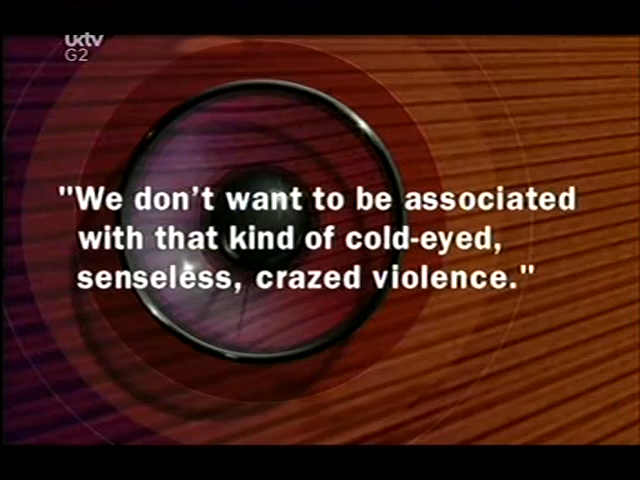 uktv
G2
"We don't want to be associated
with that kind of cold-eyed,
senseless, crazed violence."